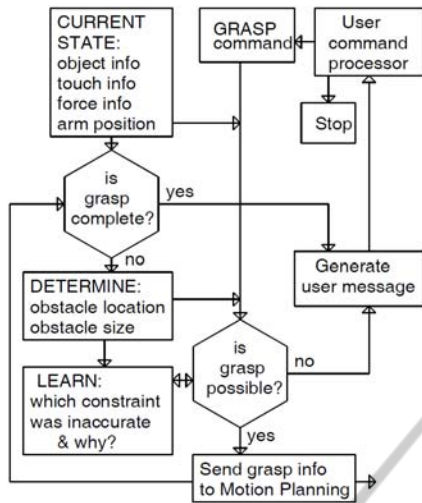 CURRENT
STATE:
object info
touch info
force info
arm position
GRASP
command
User
command
processor
Stop
is
grasp
complete?
yes
no
Generate
user message
DETERMINE:
obstacle location
obstacle size
is
grasp
possible?
no
yes
LEARN:
which constraint
was inaccurate
& why?
Send grasp info
to Motion Planning